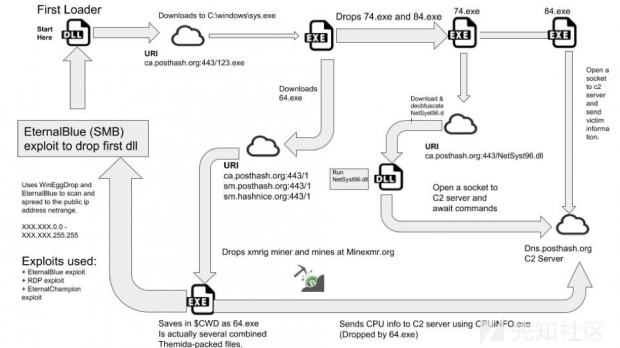 First Loader
Start
Here
DLL
Downloads to C:\windows\sys.exe
URI
ca.posthash.org:443/123.exe
EXE
Drops 74.exe and 84.exe
74.exe
EXE
84.exe
EXE
Downloads
64.exe
Download &
deobfuscate
NetSyst96.d
URI
ca.posthash.org:443/NetSyst96.dll
Open a
socket to
c2
server
and
send
victim
informa
tion.
EternalBlue (SMB)
exploit to drop first dll
URI
ca.posthash.org:443/1
sm.posthash.org:443/1
sm.hashnice.org:443/1
Run
NetSyst96.dll
DLL
Open a socket to
C2 server and
await commands
Uses WinEggDrop and
EternalBlue to scan and
spread to the public ip
address netrange.
XXX.XXX.0.0 -
XXX.XXX.255.255
Dns.posthash.org
C2 Server
Exploits used:
+ EternalBlue exploit
+ RDP exploit
+ EternalChampion
exploit
Drops xmrig miner and mines at Minexmr.org
EXE
Saves in $CWD as 64.exe
Is actually several combined
Themida-packed files.
Sends CPU info to C2 server using CPUINFO.exe
(Dropped by 64.exe)
先知社区